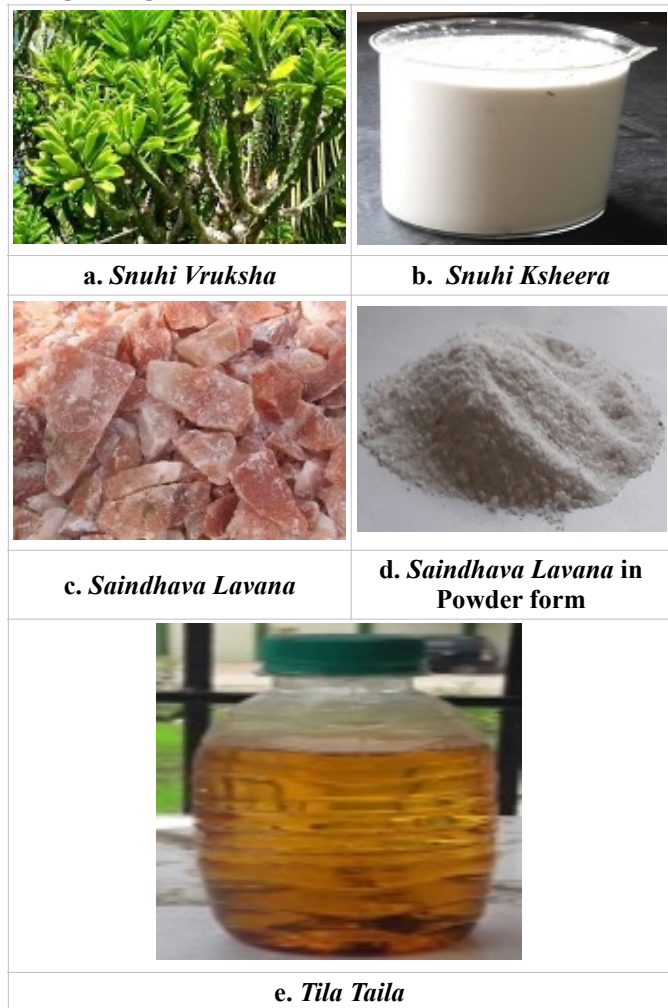 a. Snuhi Vruksha
b. Snuhi Ksheera
c. Saindhava Lavana
d. Saindhava Lavana in
Powder form
e. Tila Taila